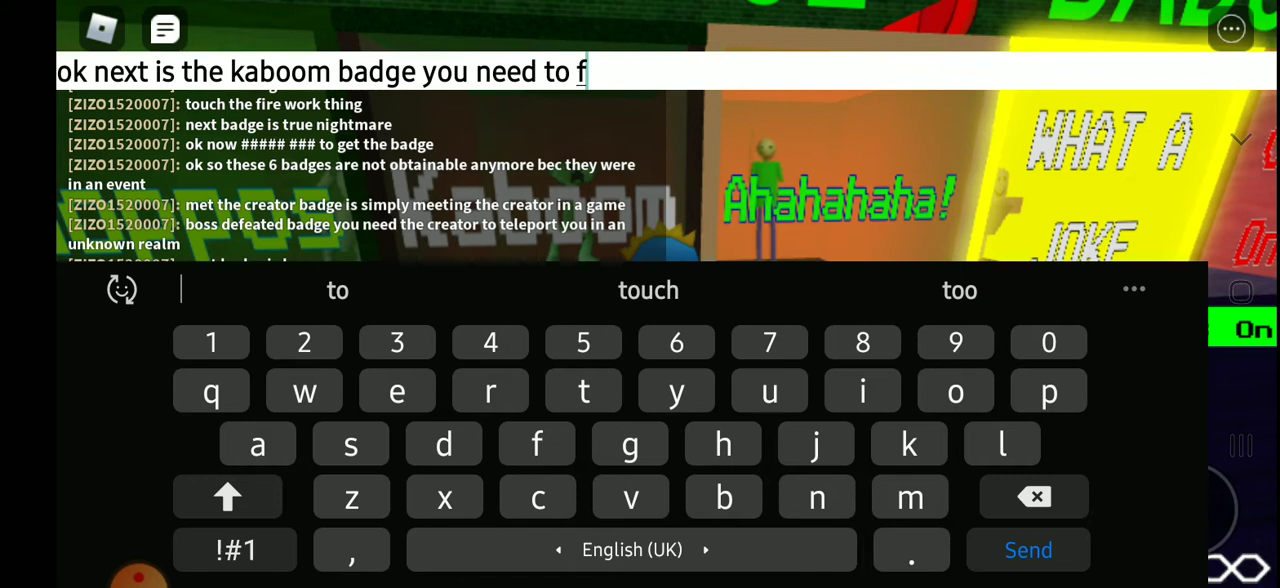 ok next is the kaboom badge you need to f
[ZIZO1520007]: touch the fire work thing
[ZIZO1520007]: next badge is true nightmare
[ZIZO1520007]: ok now ##### ### to get the badge
[ZIZO1520007]: ok so these 6 badges are not obtainable anymore bec they were
in an event
[ZIZO1520007]: met the creator badge is simply meeting the creator in a game
[ZIZO1520007]: boss defeated badge you need the creator to teleport you in an
unknown realm
Kaboom
Ahahahaha!
WHAT A
JOKE
On
to touch too
1 2 3 4 5 6 7 8 9 0
q w e r t y u i o p
a s d f g h j k l
z x c v b n m
!#1 , English (UK) . Send